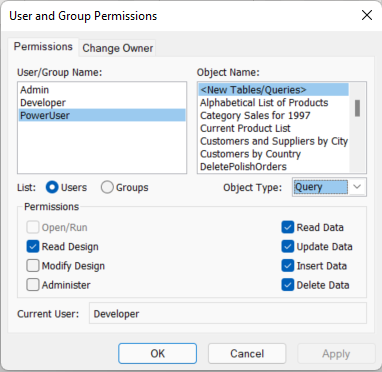 User and Group Permissions
Permissions Change Owner
User/Group Name: Object Name:
Admin
Developer
PowerUser
<New Tables/Queries>
Alphabetical List of Products
Category Sales for 1997
Current Product List
Customers and Suppliers by City
Customers by Country
DeletePolishOrders
List: Users Groups Object Type: Query
Permissions
Open/Run Read Data
Read Design Update Data
Modify Design Insert Data
Administer Delete Data
Current User: Developer
OK Cancel Apply